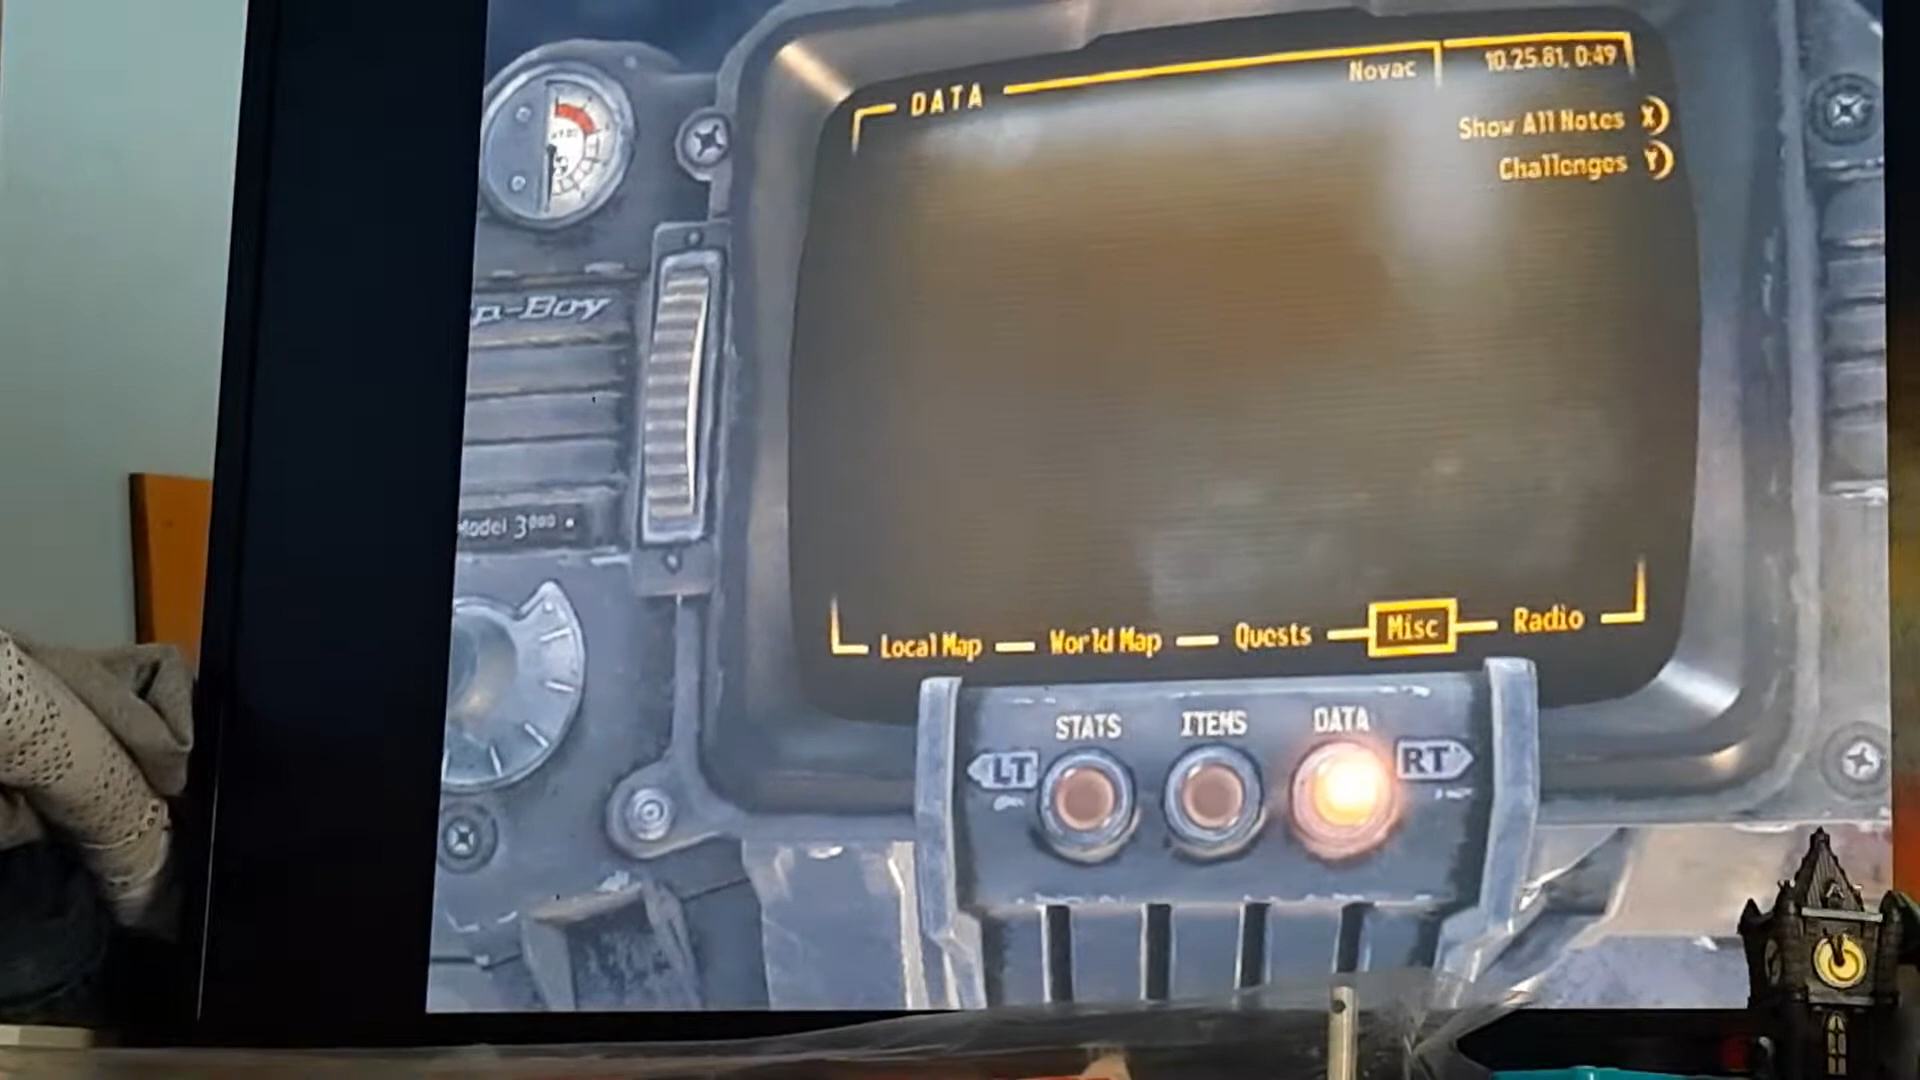 DATA
Novac
10.25.81, 0:49
Show All Notes X)
Challenges Y)
p-Boy
Model 3000
Local Map
World Map
Quests
Misc
Radio
STATS
ITEMS
DATA
LT
RT